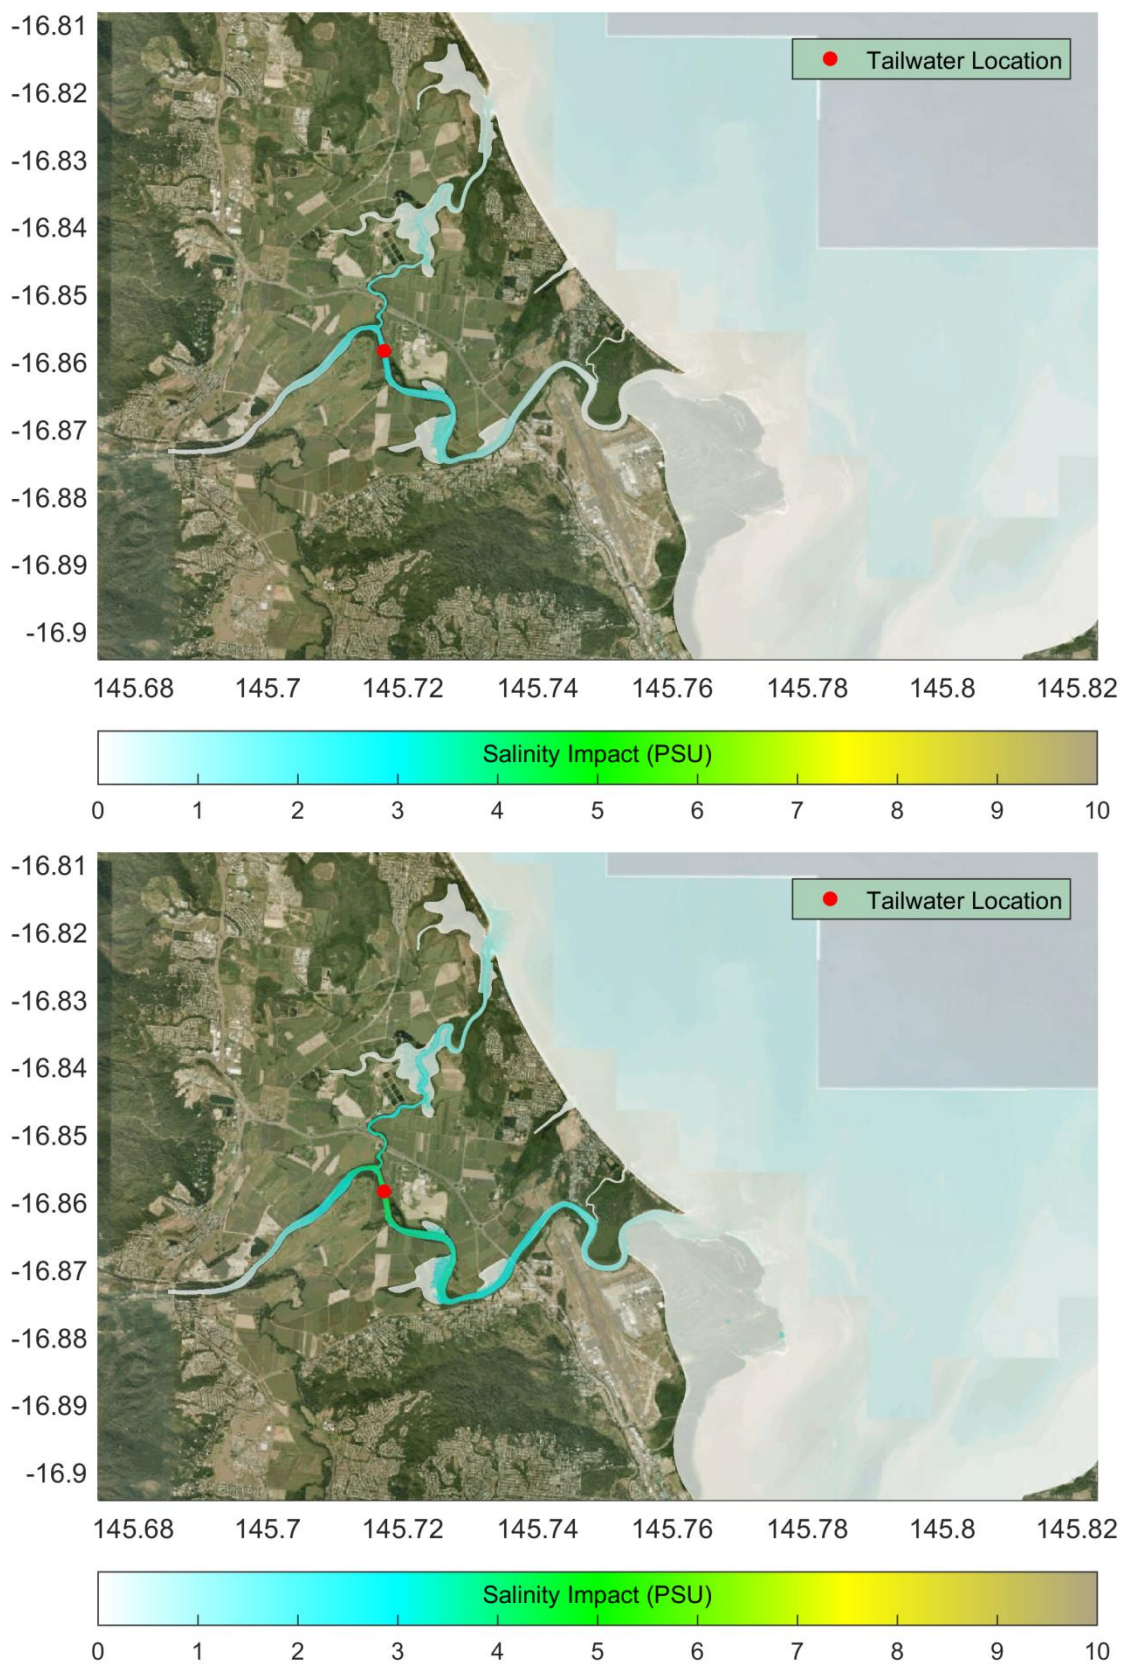 -16.81
Tailwater Location
-16.82
-16.83
-16.84
-16.85
-16.86
-16.87
-16.88
-16.89
-16.9
145.68 145.7 145.72 145.74 145.76 145.78 145.8 145.82
Salinity Impact (PSU)
0 1 2 3 4 5 6 7 8 9 10
-16.81
Tailwater Location
-16.82
-16.83
-16.84
-16.85
-16.86
-16.87
-16.88
-16.89
-16.9
145.68 145.7 145.72 145.74 145.76 145.78 145.8 145.82
Salinity Impact (PSU)
0 1 2 3 4 5 6 7 8 9 10